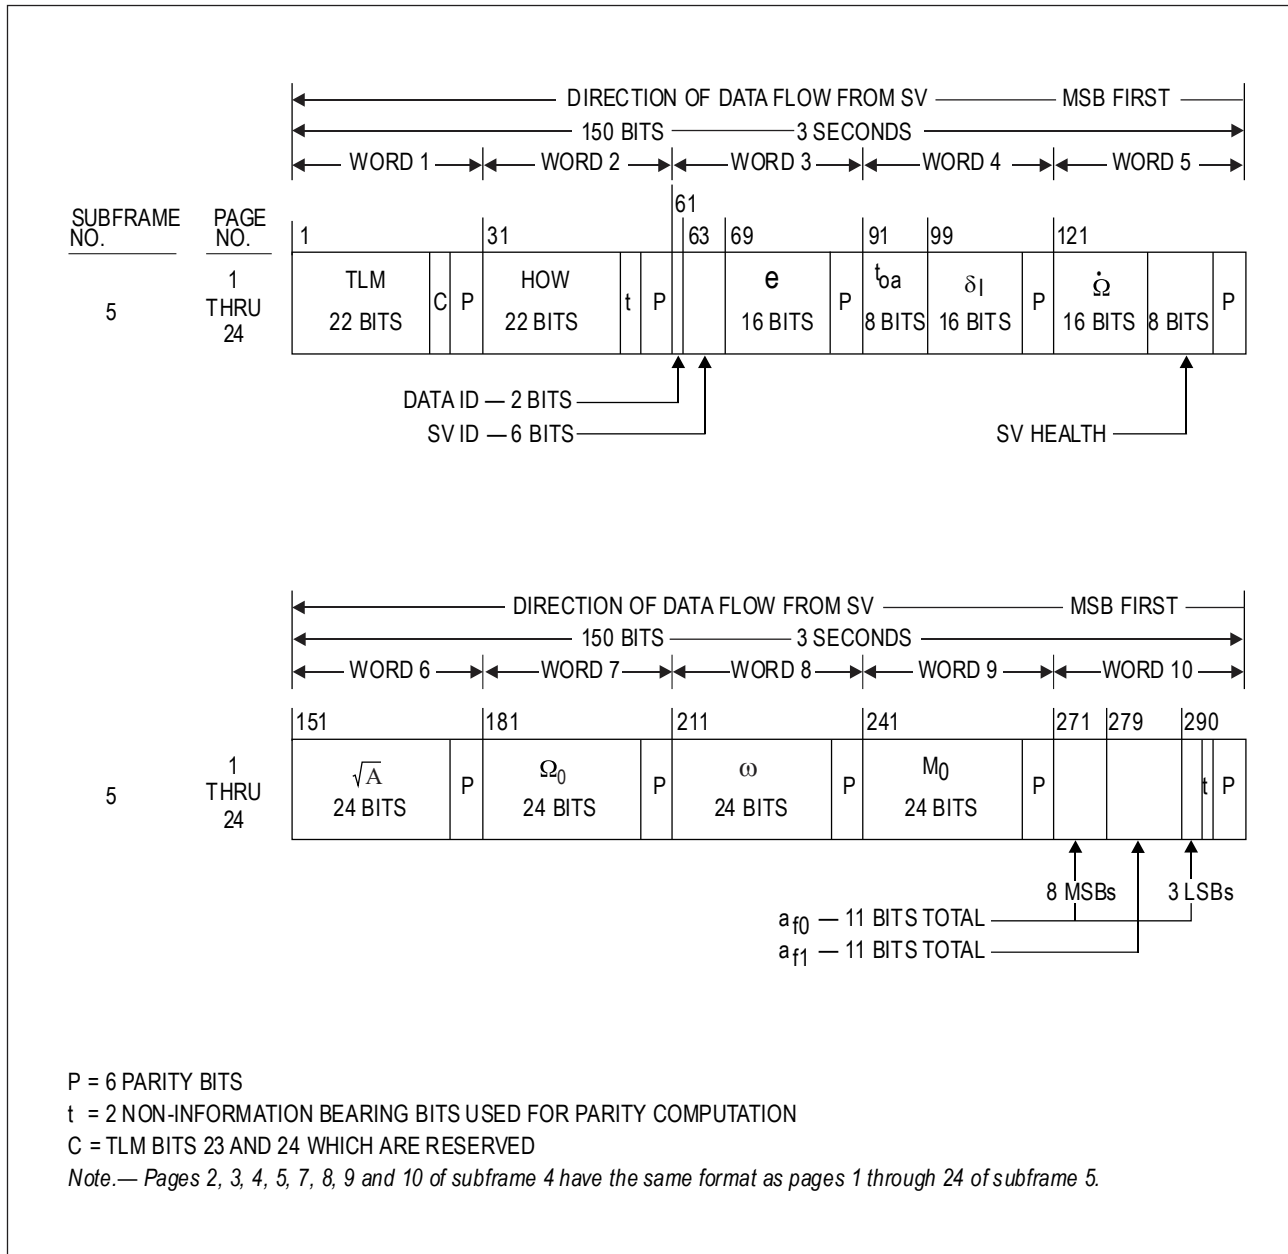 DIRECTION OF DATA FLOW FROM SV MSB FIRST
150 BITS 3 SECONDS
WORD 1 WORD 2 WORD 3 WORD 4 WORD 5
SUBFRAME NO. PAGE NO.
1 31 61 63 69 91 99 121
5
1 THRU 24
TLM 22 BITS
C
P
HOW 22 BITS
t
P
e 16 BITS
P
toa 8 BITS
δI 16 BITS
P
Ω̇ 16 BITS
8 BITS
P
DATA ID — 2 BITS
SV ID — 6 BITS
SV HEALTH
DIRECTION OF DATA FLOW FROM SV MSB FIRST
150 BITS 3 SECONDS
WORD 6 WORD 7 WORD 8 WORD 9 WORD 10
151 181 211 241 271 279 290
5
1 THRU 24
√A 24 BITS
P
Ω0 24 BITS
P
ω 24 BITS
P
M0 24 BITS
P
t
P
8 MSBs 3 LSBs
af0 — 11 BITS TOTAL
af1 — 11 BITS TOTAL
P = 6 PARITY BITS
t = 2 NON-INFORMATION BEARING BITS USED FOR PARITY COMPUTATION
C = TLM BITS 23 AND 24 WHICH ARE RESERVED
Note.— Pages 2, 3, 4, 5, 7, 8, 9 and 10 of subframe 4 have the same format as pages 1 through 24 of subframe 5.